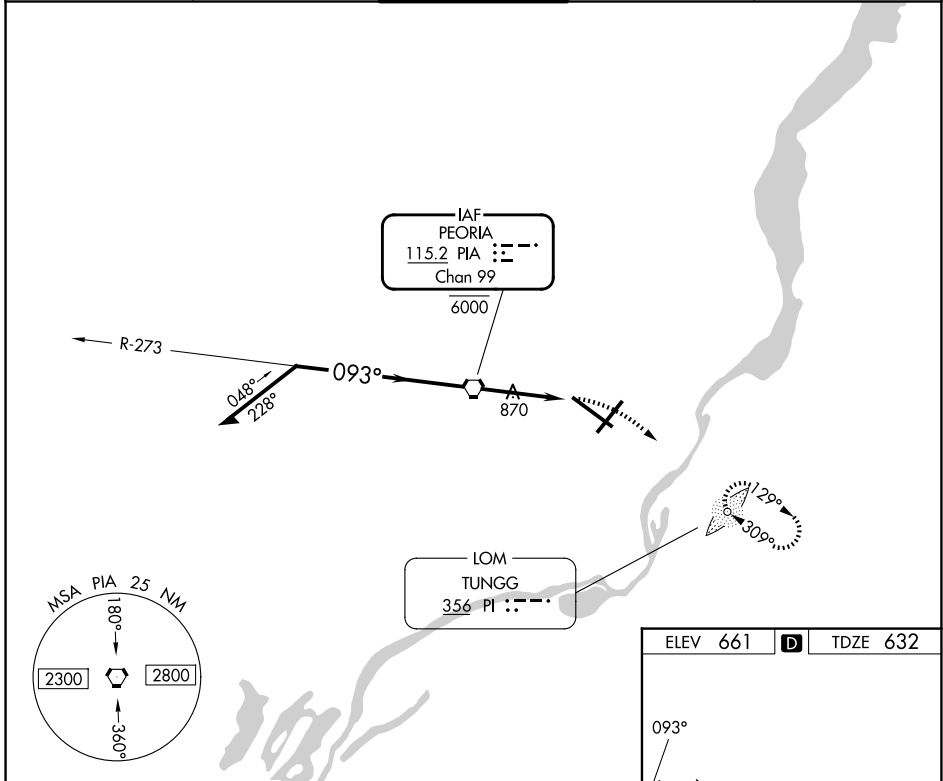 IAF
PEORIA
115.2 PIA
Chan 99
6000
R-273
093°
048°
228°
870
129°
309°
LOM
TUNGG
356 PI
MSA PIA 25 NM
180°
2300
2800
360°
ELEV 661 D TDZE 632
093°